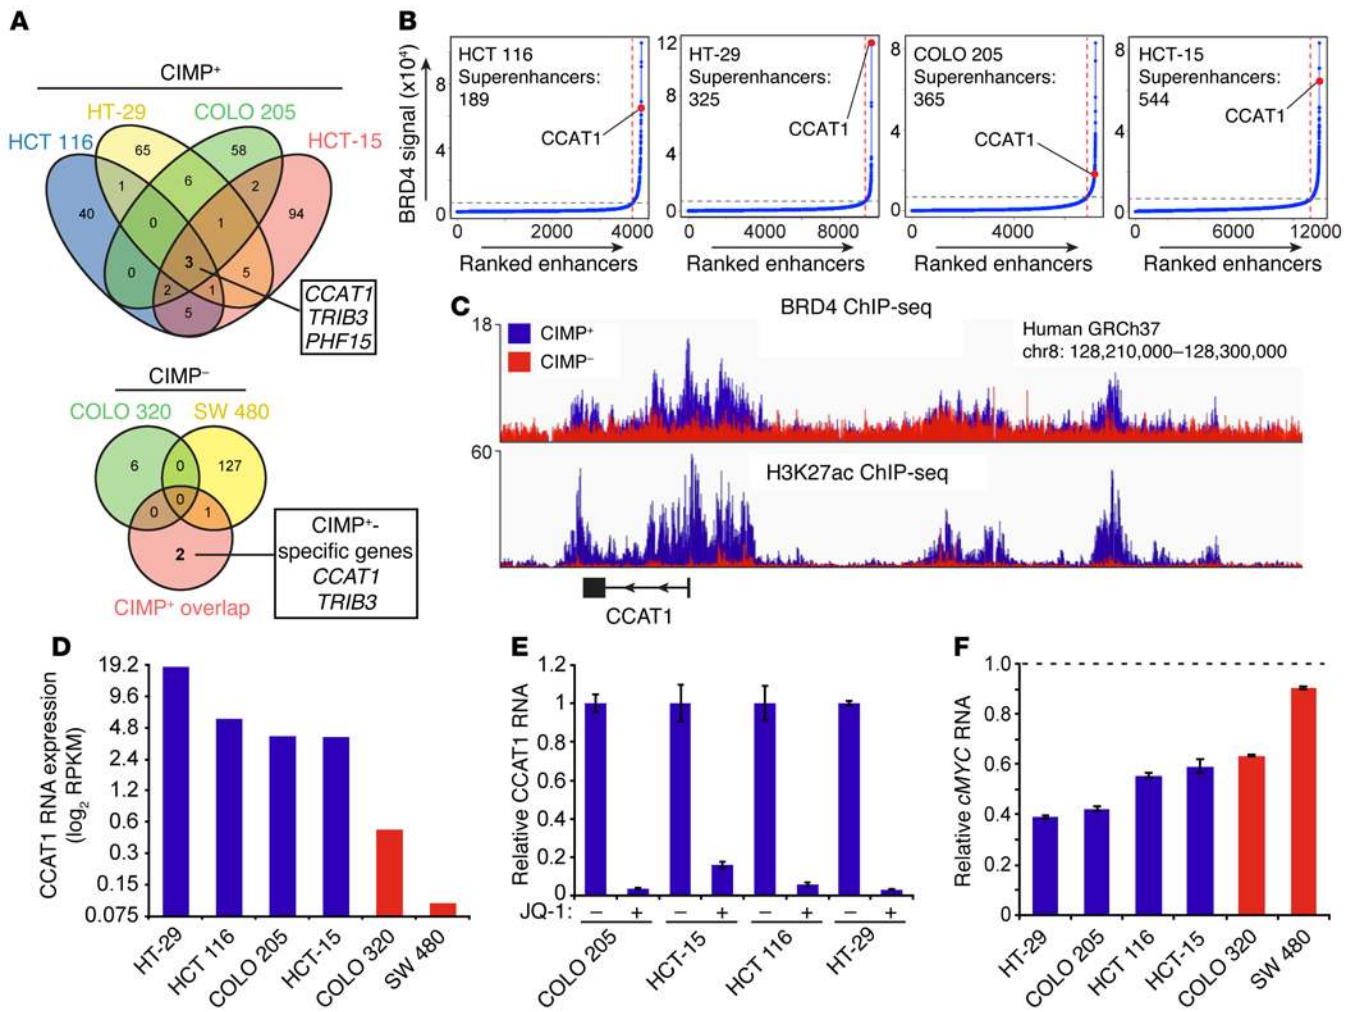 A
CIMP+
HT-29
COLO 205
HCT 116
HCT-15
65
58
1
6
2
40
0
1
94
3
0
5
2
1
5
CCAT1
TRIB3
PHF15
CIMP–
COLO 320
SW 480
6
0
127
0
0
1
2
CIMP+-
specific genes
CCAT1
TRIB3
CIMP+ overlap
B
BRD4 signal (x10⁴)
HCT 116
Superenhancers:
189
CCAT1
8
4
0
0
2000
4000
Ranked enhancers
HT-29
Superenhancers:
325
CCAT1
12
8
4
0
0
4000
8000
Ranked enhancers
COLO 205
Superenhancers:
365
CCAT1
8
4
0
0
4000
Ranked enhancers
HCT-15
Superenhancers:
544
CCAT1
8
4
0
0
6000
12000
Ranked enhancers
C
BRD4 ChIP-seq
18
CIMP+
CIMP–
Human GRCh37
chr8: 128,210,000–128,300,000
60
H3K27ac ChIP-seq
CCAT1
D
CCAT1 RNA expression
(log₂ RPKM)
19.2
9.6
4.8
2.4
1.2
0.6
0.3
0.15
0.075
HT-29
HCT 116
COLO 205
HCT-15
COLO 320
SW 480
E
Relative CCAT1 RNA
1.2
1
0.8
0.6
0.4
0.2
0
JQ-1: – + – + – + – +
COLO 205
HCT-15
HCT 116
HT-29
F
Relative cMYC RNA
1.0
0.8
0.6
0.4
0.2
0
HT-29
COLO 205
HCT 116
HCT-15
COLO 320
SW 480